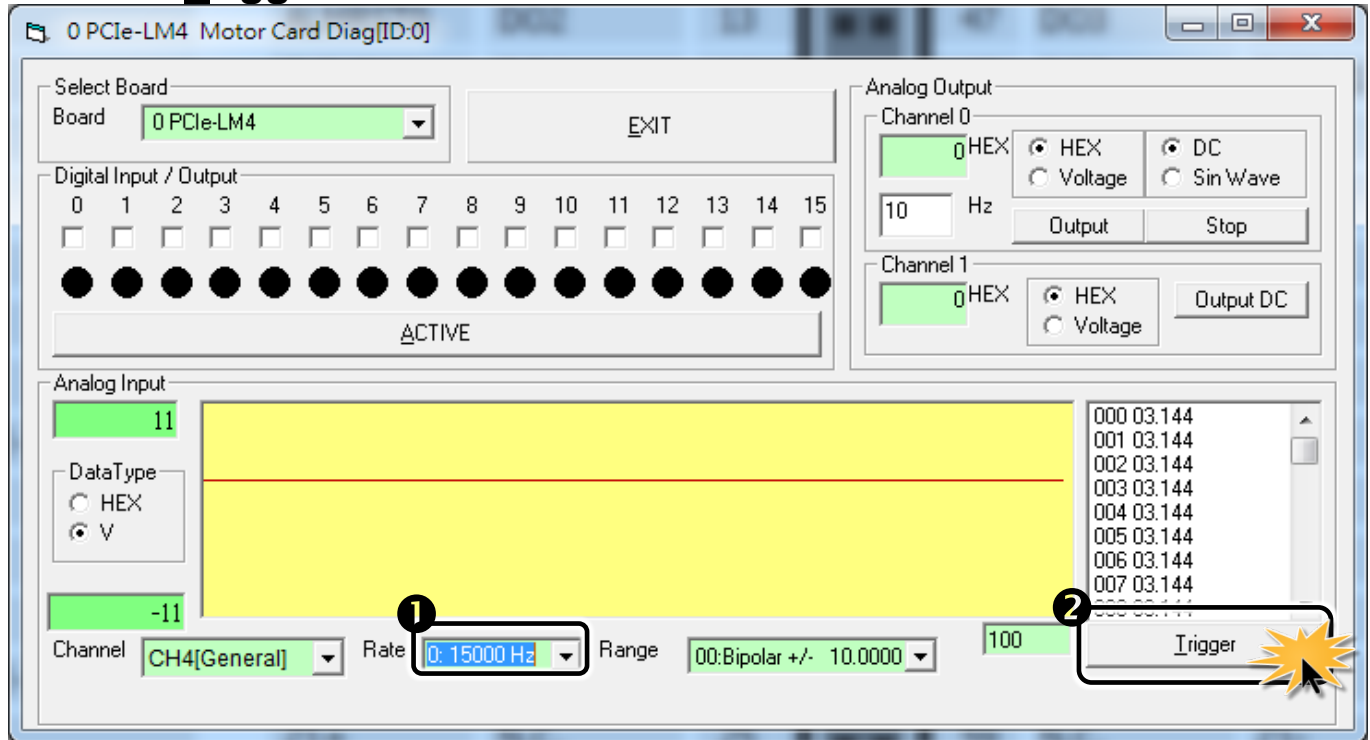 0 PCIe-LM4 Motor Card Diag[ID:0]
Select Board
Board 0 PCIe-LM4
EXIT
Digital Input / Output
0 1 2 3 4 5 6 7 8 9 10 11 12 13 14 15
ACTIVE
Analog Output
Channel 0
0 HEX
HEX
DC
Voltage
Sin Wave
10 Hz
Output
Stop
Channel 1
0 HEX
HEX
Voltage
Output DC
Analog Input
11
DataType
HEX
V
-11
000 03.144
001 03.144
002 03.144
003 03.144
004 03.144
005 03.144
006 03.144
007 03.144
1
2
Channel CH4[General] Rate 0: 15000 Hz Range 00:Bipolar +/- 10.0000 100 Trigger